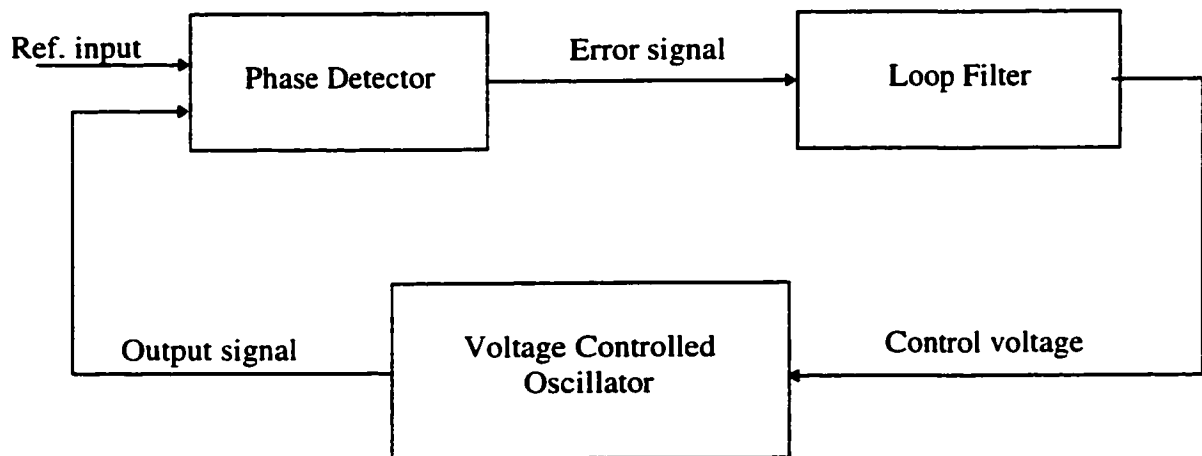 Ref. input
Phase Detector
Error signal
Loop Filter
Output signal
Voltage Controlled
Oscillator
Control voltage